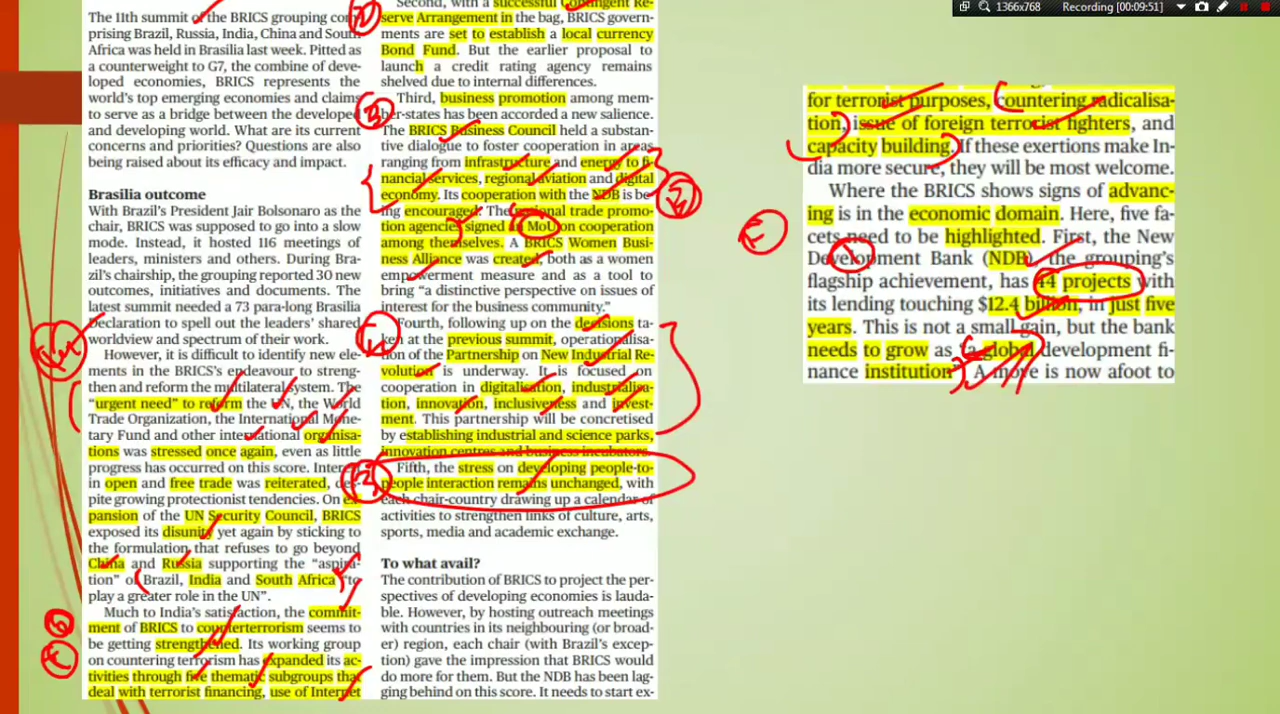 1366x768 Recording [00:09:51]
The 11th summit of the BRICS grouping com-
prising Brazil, Russia, India, China and South
Africa was held in Brasilia last week. Pitted as
a counterweight to G7, the combine of deve-
loped economies, BRICS represents the
world's top emerging economies and claims
to serve as a bridge between the developed
and developing world. What are its current
concerns and priorities? Questions are also
being raised about its efficacy and impact.
Brasilia outcome
With Brazil's President Jair Bolsonaro as the
chair, BRICS was supposed to go into a slow
mode. Instead, it hosted 116 meetings of
leaders, ministers and others. During Bra-
zil's chairship, the grouping reported 30 new
outcomes, initiatives and documents. The
latest summit needed a 73 para-long Brasilia
Declaration to spell out the leaders' shared
worldview and spectrum of their work.
However, it is difficult to identify new ele-
ments in the BRICS's endeavour to streng-
then and reform the multilateral system. The
"urgent need" to reform the UN, the World
Trade Organization, the International Mone-
tary Fund and other international organisa-
tions was stressed once again, even as little
progress has occurred on this score. Interest
in open and free trade was reiterated, des-
pite growing protectionist tendencies. On ex-
pansion of the UN Security Council, BRICS
exposed its disunity yet again by sticking to
the formulation that refuses to go beyond
China and Russia supporting the "aspira-
tion" of Brazil, India and South Africa "to
play a greater role in the UN".
Much to India's satisfaction, the commit-
ment of BRICS to counterterrorism seems to
be getting strengthened. Its working group
on countering terrorism has expanded its ac-
tivities through five thematic subgroups that
deal with terrorist financing, use of Internet
Second, with a successful Contingent Re-
serve Arrangement in the bag, BRICS govern-
ments are set to establish a local currency
Bond Fund. But the earlier proposal to
launch a credit rating agency remains
shelved due to internal differences.
Third, business promotion among mem-
ber-states has been accorded a new salience.
The BRICS Business Council held a substan-
tive dialogue to foster cooperation in areas
ranging from infrastructure and energy to fi-
nancial services, regional aviation and digital
economy. Its cooperation with the NDB is be-
ing encouraged. The national trade promo-
tion agencies signed an MoU on cooperation
among themselves. A BRICS Women Busi-
ness Alliance was created, both as a women
empowerment measure and as a tool to
bring "a distinctive perspective on issues of
interest for the business community."
Fourth, following up on the decisions ta-
ken at the previous summit, operationalisa-
tion of the Partnership on New Industrial Re-
volution is underway. It is focused on
cooperation in digitalisation, industrialisa-
tion, innovation, inclusiveness and invest-
ment. This partnership will be concretised
by establishing industrial and science parks,
innovation centres and business incubators.
Fifth, the stress on developing people-to-
people interaction remains unchanged, with
each chair-country drawing up a calendar of
activities to strengthen links of culture, arts,
sports, media and academic exchange.
To what avail?
The contribution of BRICS to project the per-
spectives of developing economies is lauda-
ble. However, by hosting outreach meetings
with countries in its neighbouring (or broad-
er) region, each chair (with Brazil's excep-
tion) gave the impression that BRICS would
do more for them. But the NDB has been lag-
ging behind on this score. It needs to start ex-
for terrorist purposes, countering radicalisa-
tion, issue of foreign terrorist fighters, and
capacity building. If these exertions make In-
dia more secure, they will be most welcome.
Where the BRICS shows signs of advanc-
ing is in the economic domain. Here, five fa-
cets need to be highlighted. First, the New
Development Bank (NDB), the grouping's
flagship achievement, has 44 projects with
its lending touching $12.4 billion, in just five
years. This is not a small gain, but the bank
needs to grow as "a global development fi-
nance institution". A move is now afoot to